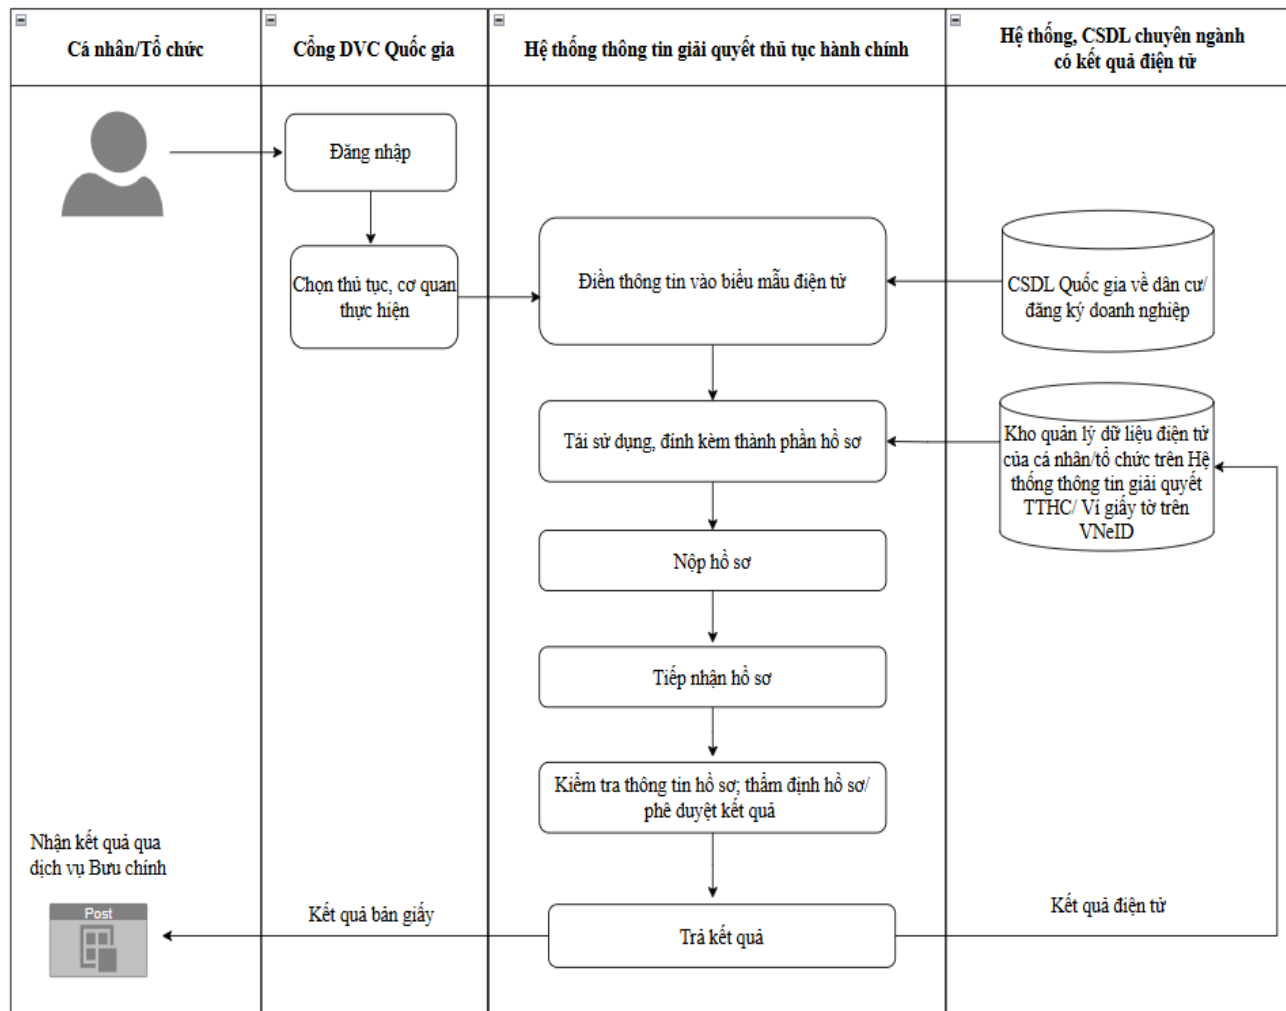 Cá nhân/Tổ chức
Cổng DVC Quốc gia
Hệ thống thông tin giải quyết thủ tục hành chính
Hệ thống, CSDL chuyên ngành
có kết quả điện tử
Đăng nhập
Chọn thủ tục, cơ quan
thực hiện
Điền thông tin vào biểu mẫu điện tử
CSDL Quốc gia về dân cư/
đăng ký doanh nghiệp
Tái sử dụng, đính kèm thành phần hồ sơ
Kho quản lý dữ liệu điện tử
của cá nhân/tổ chức trên Hệ
thống thông tin giải quyết
TTHC/ Ví giấy tờ trên
VNeID
Nộp hồ sơ
Tiếp nhận hồ sơ
Kiểm tra thông tin hồ sơ; thẩm định hồ sơ/
phê duyệt kết quả
Nhận kết quả qua
dịch vụ Bưu chính
Post
Kết quả bản giấy
Trả kết quả
Kết quả điện tử